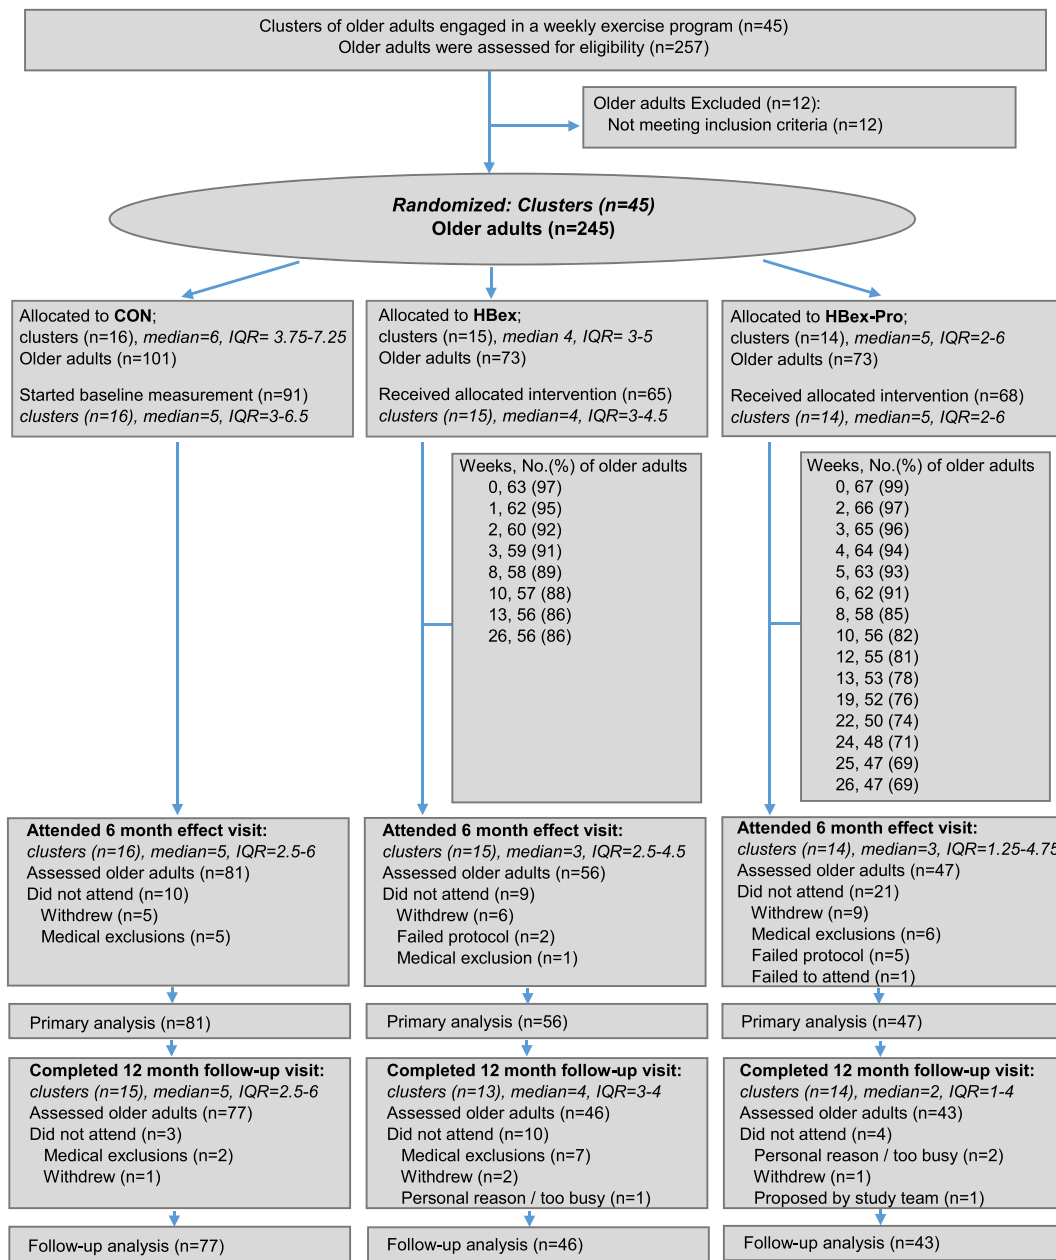 Clusters of older adults engaged in a weekly exercise program (n=45)
Older adults were assessed for eligibility (n=257)
Older adults Excluded (n=12):
Not meeting inclusion criteria (n=12)
Randomized: Clusters (n=45)
Older adults (n=245)
Allocated to CON;
clusters (n=16), median=6, IQR= 3.75-7.25
Older adults (n=101)
Started baseline measurement (n=91)
clusters (n=16), median=5, IQR=3-6.5
Allocated to HBex;
clusters (n=15), median 4, IQR= 3-5
Older adults (n=73)
Received allocated intervention (n=65)
clusters (n=15), median=4, IQR=3-4.5
Allocated to HBex-Pro;
clusters (n=14), median=5, IQR=2-6
Older adults (n=73)
Received allocated intervention (n=68)
clusters (n=14), median=5, IQR=2-6
Weeks, No.(%) of older adults
0, 63 (97)
1, 62 (95)
2, 60 (92)
3, 59 (91)
8, 58 (89)
10, 57 (88)
13, 56 (86)
26, 56 (86)
Weeks, No.(%) of older adults
0, 67 (99)
2, 66 (97)
3, 65 (96)
4, 64 (94)
5, 63 (93)
6, 62 (91)
8, 58 (85)
10, 56 (82)
12, 55 (81)
13, 53 (78)
19, 52 (76)
22, 50 (74)
24, 48 (71)
25, 47 (69)
26, 47 (69)
Attended 6 month effect visit:
clusters (n=16), median=5, IQR=2.5-6
Assessed older adults (n=81)
Did not attend (n=10)
Withdrew (n=5)
Medical exclusions (n=5)
Attended 6 month effect visit:
clusters (n=15), median=3, IQR=2.5-4.5
Assessed older adults (n=56)
Did not attend (n=9)
Withdrew (n=6)
Failed protocol (n=2)
Medical exclusion (n=1)
Attended 6 month effect visit:
clusters (n=14), median=3, IQR=1.25-4.75
Assessed older adults (n=47)
Did not attend (n=21)
Withdrew (n=9)
Medical exclusions (n=6)
Failed protocol (n=5)
Failed to attend (n=1)
Primary analysis (n=81)
Primary analysis (n=56)
Primary analysis (n=47)
Completed 12 month follow-up visit:
clusters (n=15), median=5, IQR=2.5-6
Assessed older adults (n=77)
Did not attend (n=3)
Medical exclusions (n=2)
Withdrew (n=1)
Completed 12 month follow-up visit:
clusters (n=13), median=4, IQR=3-4
Assessed older adults (n=46)
Did not attend (n=10)
Medical exclusions (n=7)
Withdrew (n=2)
Personal reason / too busy (n=1)
Completed 12 month follow-up visit:
clusters (n=14), median=2, IQR=1-4
Assessed older adults (n=43)
Did not attend (n=4)
Personal reason / too busy (n=2)
Withdrew (n=1)
Proposed by study team (n=1)
Follow-up analysis (n=77)
Follow-up analysis (n=46)
Follow-up analysis (n=43)